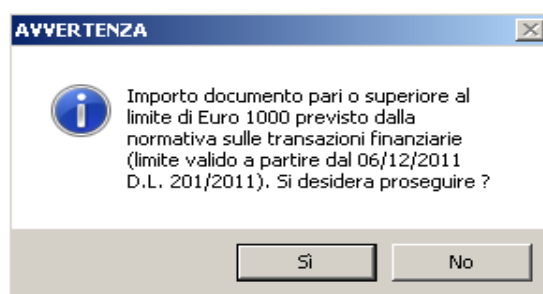 AVVERTENZA
Importo documento pari o superiore al
limite di Euro 1000 previsto dalla
normativa sulle transazioni finanziarie
(limite valido a partire dal 06/12/2011
D.L. 201/2011). Si desidera proseguire ?
Sì
No